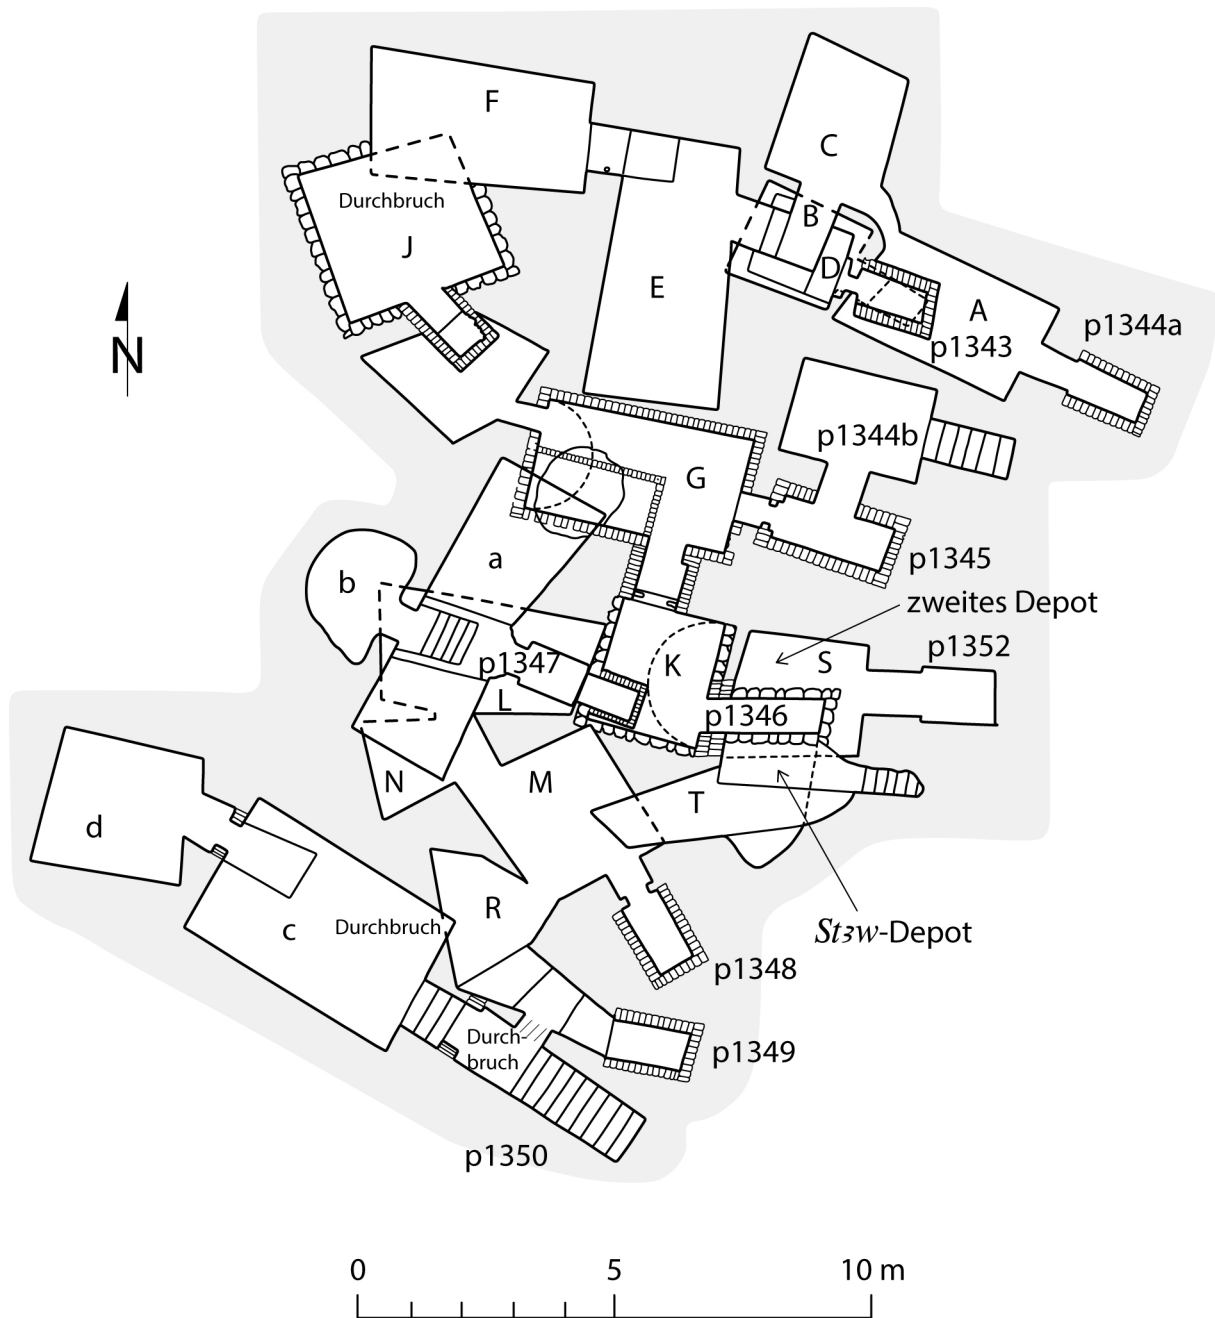 F
C
Durchbruch
B
J
D
E
A
p1344a
p1343
N
p1344b
G
a
p1345
b
zweites Depot
p1352
p1347
K
S
L
p1346
N
M
T
d
R
c
Durchbruch
Stꜣw-Depot
p1348
Durch-
bruch
p1349
p1350
0 5 10 m